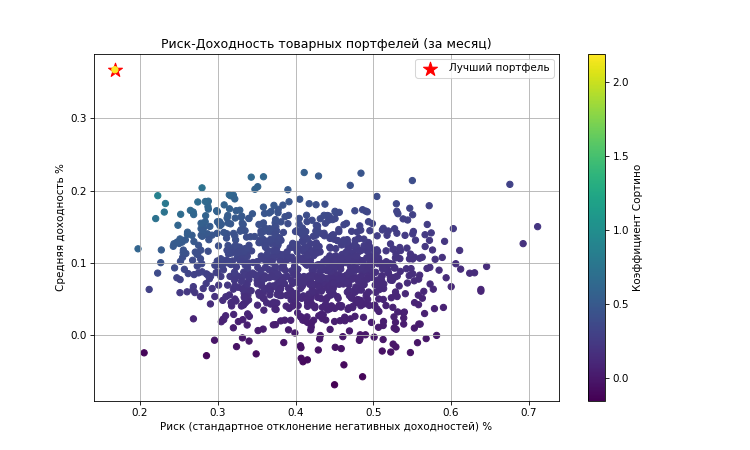 Риск-Доходность товарных портфелей (за месяц)
Лучший портфель
Средняя доходность %
0.3
0.2
0.1
0.0
0.2 0.3 0.4 0.5 0.6 0.7
Риск (стандартное отклонение негативных доходностей) %
2.0
1.5
1.0
0.5
0.0
Коэффициент Сортино